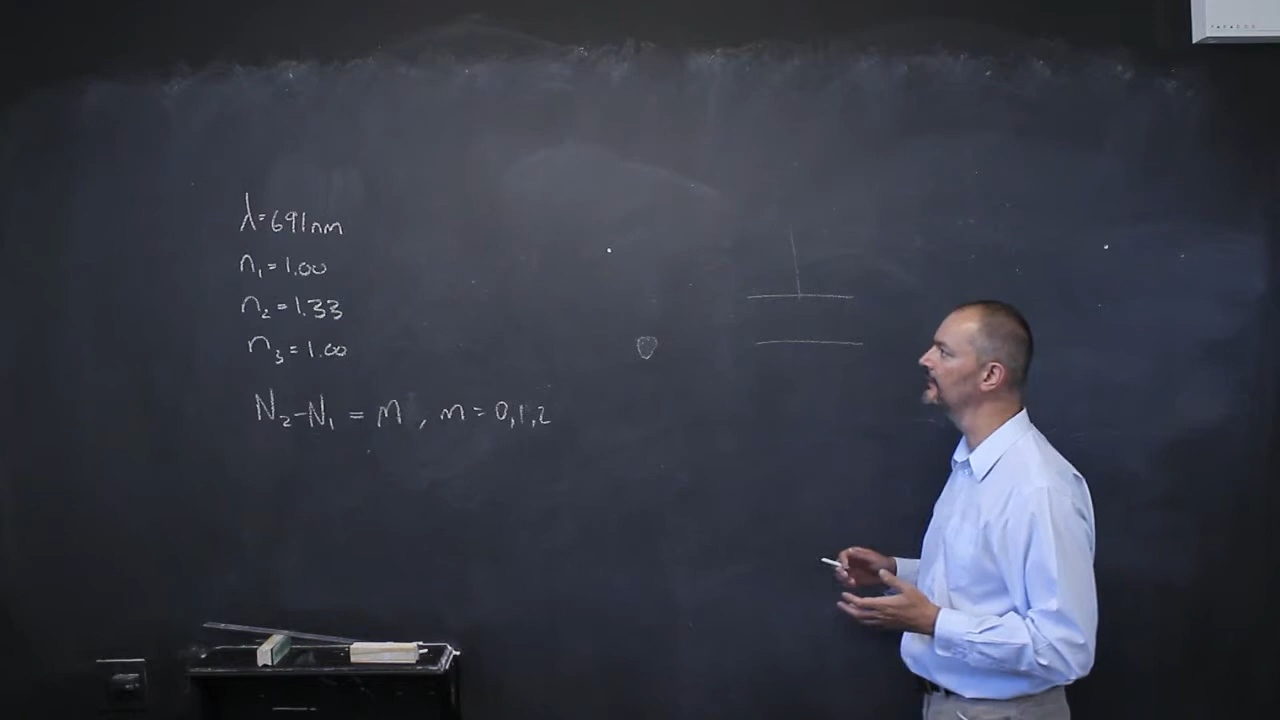 λ=691nm
n₁=1.00
n₂=1.33
n₃=1.00
N₂-N₁ = m , m=0,1,2